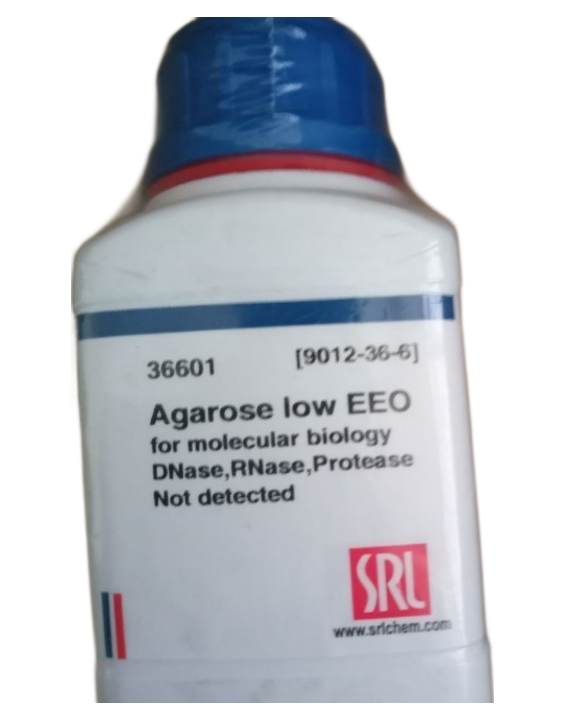 36601 [9012-36-6]
Agarose low EEO
for molecular biology
DNase,RNase,Protease
Not detected
SRL
www.srlchem.com